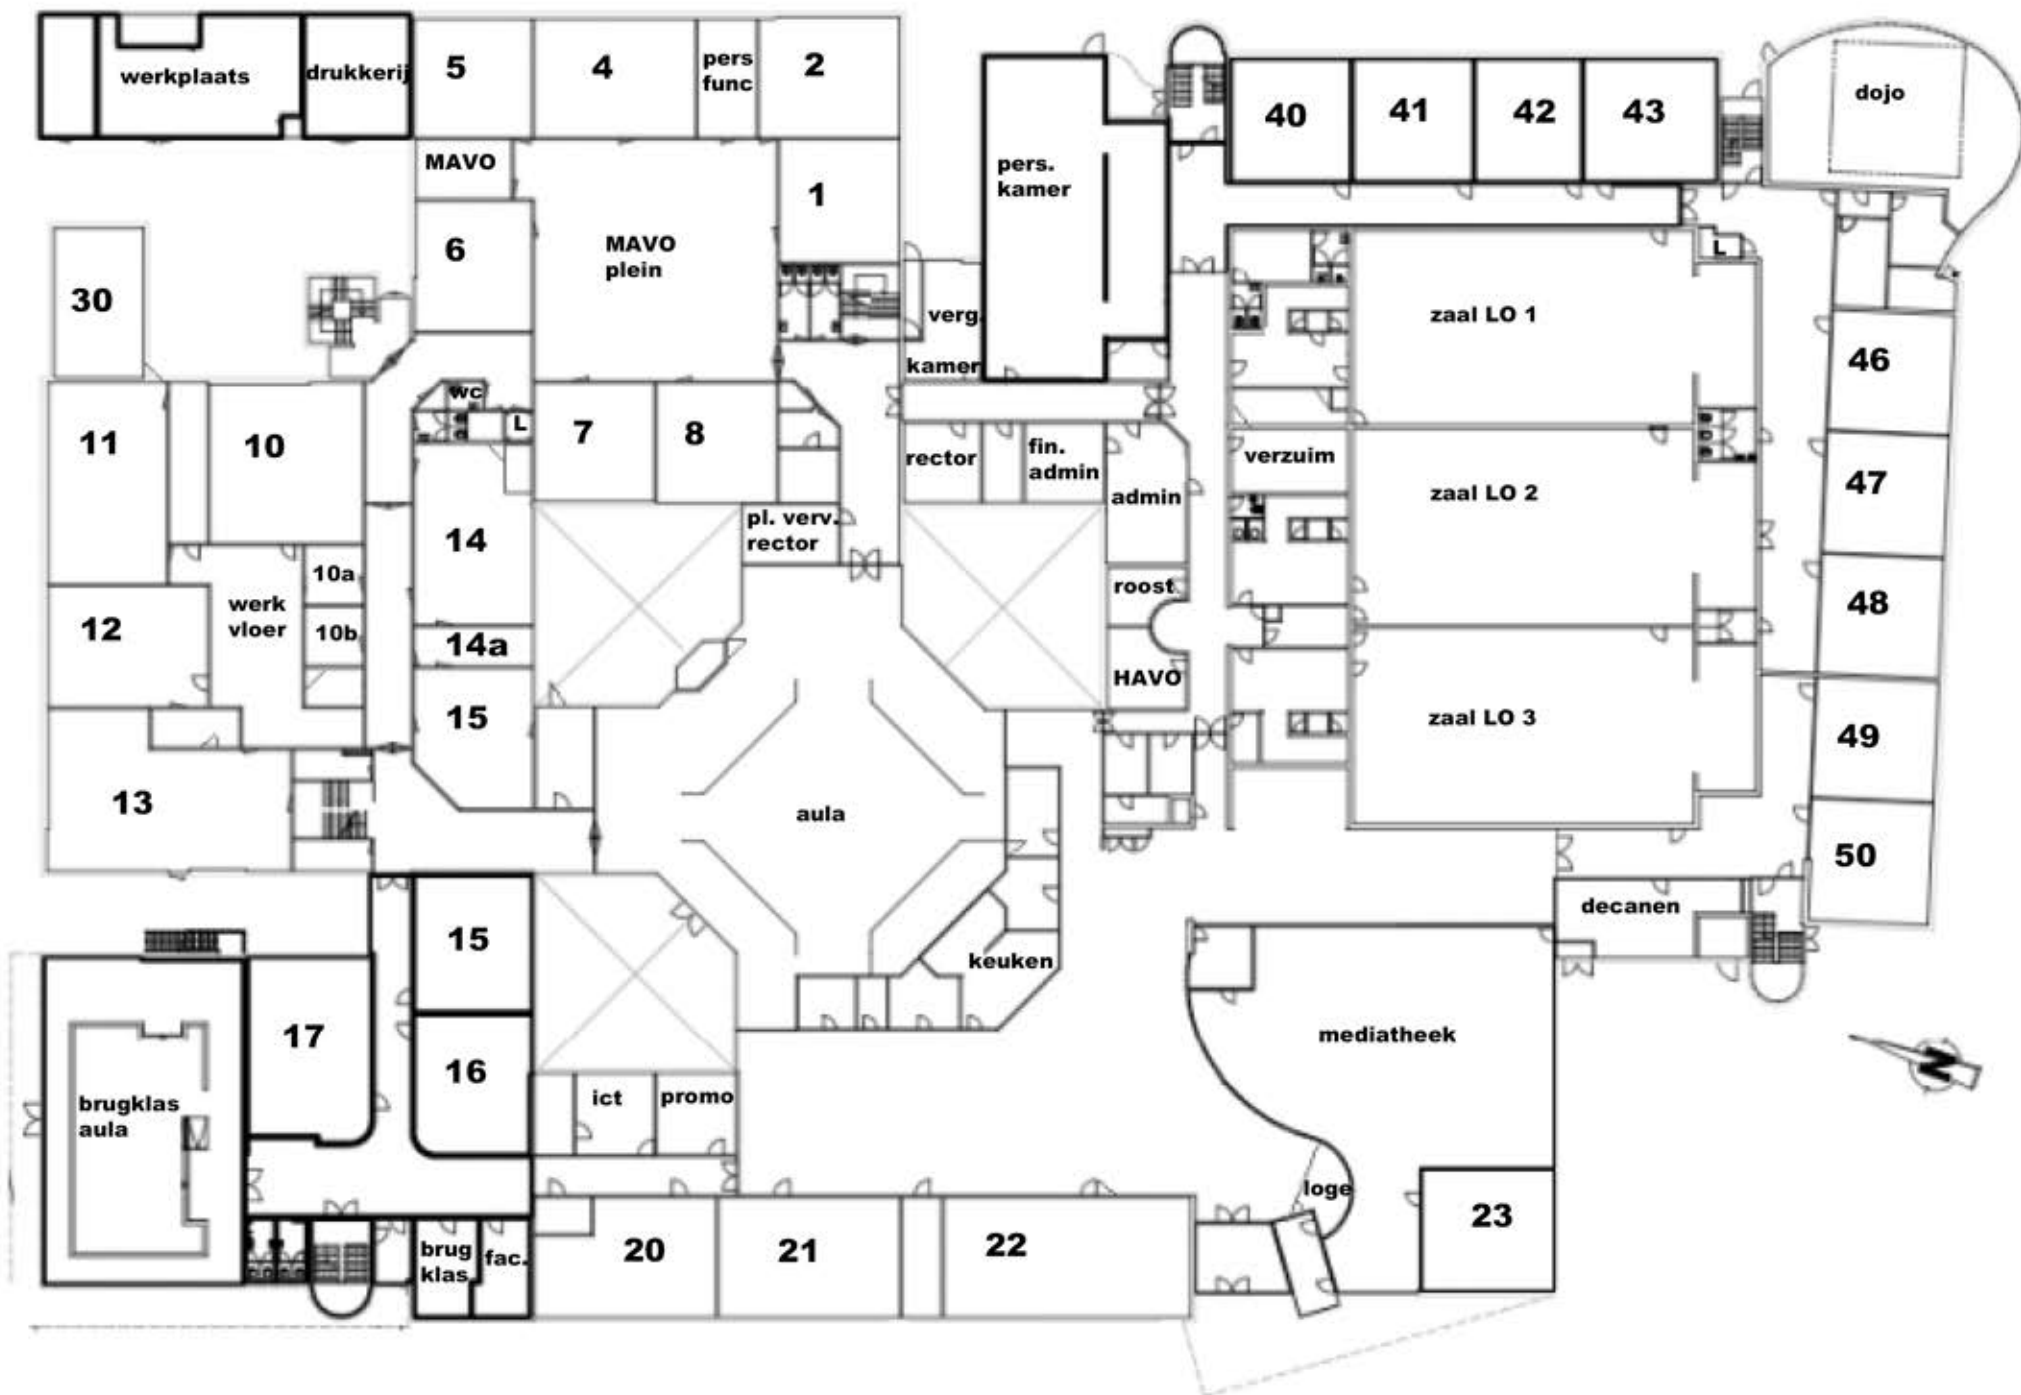 werkplaats
drukkerij
5
4
pers
func
2
MAVO
1
6
MAVO
plein
30
pers.
kamer
verg.
kamer
40
41
42
43
dojo
L
zaal LO 1
46
11
10
wc
L
7
8
rector
fin.
admin
admin
verzuim
zaal LO 2
47
14
pl. verv.
rector
10a
werk
vloer
10b
12
14a
roost
HAVO
48
15
zaal LO 3
49
13
aula
50
decanen
15
keuken
17
16
mediatheek
N
brugklas
aula
ict
promo
loge
23
brug
klas
fac.
20
21
22